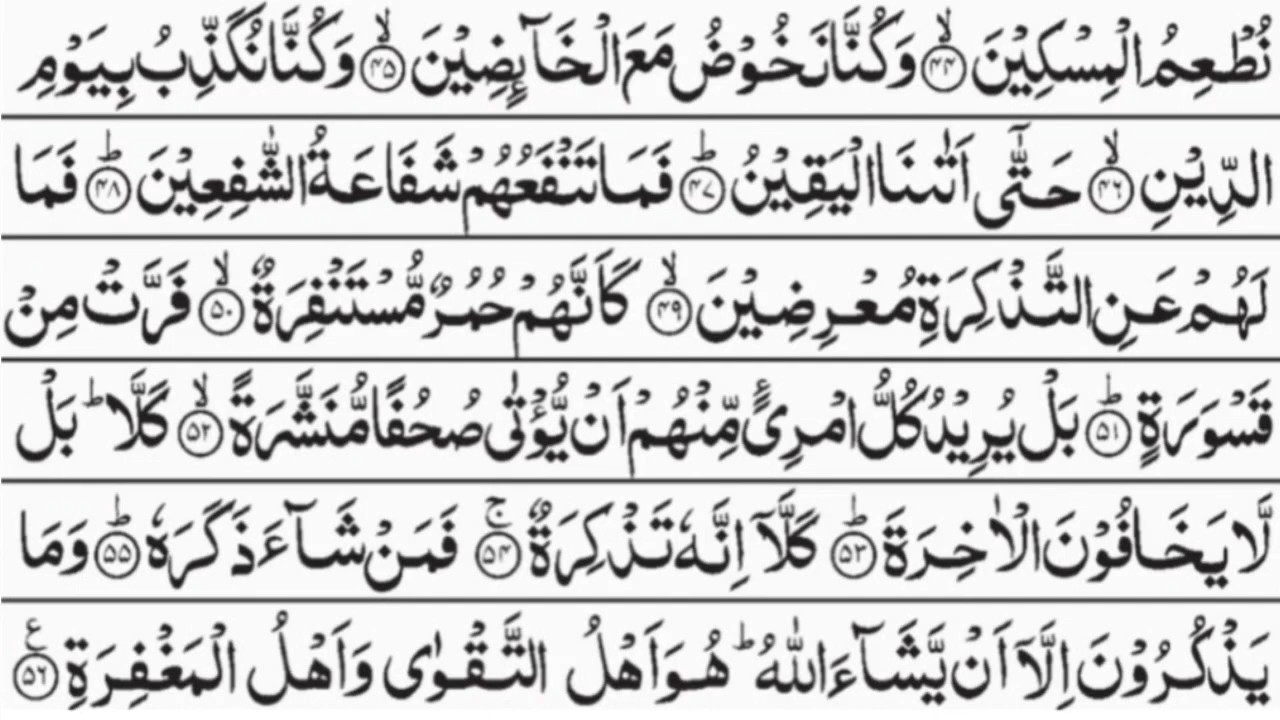 نُطْعِمُ الْمِسْكِيْنَ ۙ﴿۴۴﴾ وَكُنَّا نَخُوْضُ مَعَ الْخَآئِضِيْنَ ۙ﴿۴۵﴾ وَكُنَّا نُكَذِّبُ بِيَوْمِ
الدِّيْنِ ۙ﴿۴۶﴾ حَتّٰۤى اَتٰىنَا الْيَقِيْنُ ؕ﴿۴۷﴾ فَمَا تَنْفَعُهُمْ شَفَاعَةُ الشّٰفِعِيْنَ ؕ﴿۴۸﴾ فَمَا
لَهُمْ عَنِ التَّذْكِرَةِ مُعْرِضِيْنَ ۙ﴿۴۹﴾ كَاَنَّهُمْ حُمُرٌ مُّسْتَنْفِرَةٌ ۙ﴿۵۰﴾ فَرَّتْ مِنْ
قَسْوَرَةٍ ؕ﴿۵۱﴾ بَلْ يُرِيْدُ كُلُّ امْرِئٍ مِّنْهُمْ اَنْ يُّؤْتٰى صُحُفًا مُّنَشَّرَةً ۙ﴿۵۲﴾ كَلَّا ؕ بَلْ
لَّا يَخَافُوْنَ الْاٰخِرَةَ ؕ﴿۵۳﴾ كَلَّاۤ اِنَّهٗ تَذْكِرَةٌ ۚ﴿۵۴﴾ فَمَنْ شَآءَ ذَكَرَهٗ ؕ﴿۵۵﴾ وَمَا
يَذْكُرُوْنَ اِلَّاۤ اَنْ يَّشَآءَ اللّٰهُ ؕ هُوَ اَهْلُ التَّقْوٰى وَاَهْلُ الْمَغْفِرَةِ ﴿۵۶﴾ ع